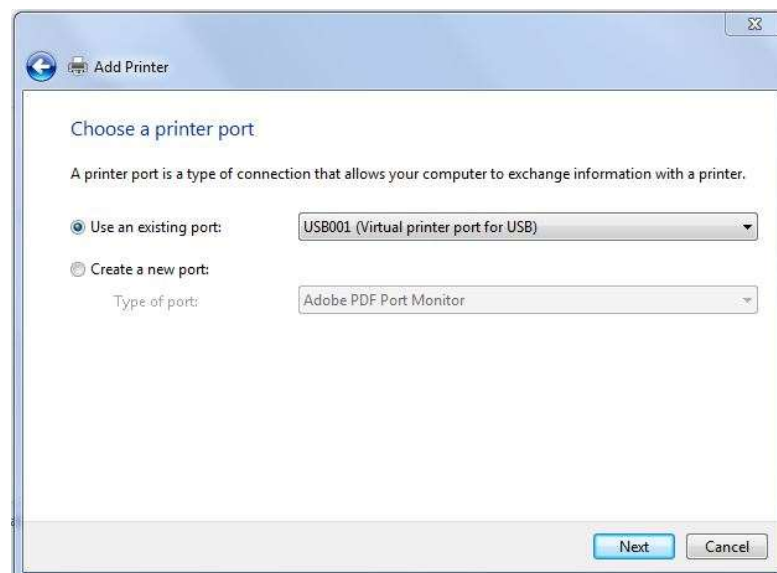 Add Printer
Choose a printer port
A printer port is a type of connection that allows your computer to exchange information with a printer.
Use an existing port: USB001 (Virtual printer port for USB)
Create a new port:
Type of port: Adobe PDF Port Monitor
Next Cancel